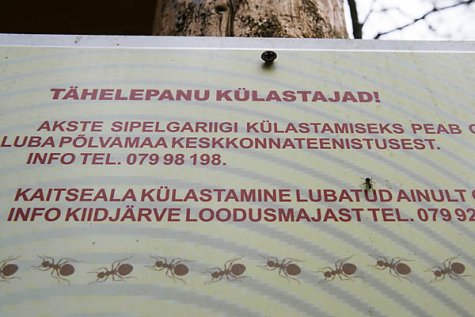 TÄHELEPANU KÜLASTAJAD!
AKSTE SIPELGARIIGI KÜLASTAMISEKS PEAB
LUBA PÕLVAMAA KESKKONNATEENISTUSEST.
INFO TEL. 079 98 198.
KAITSEALA KÜLASTAMINE LUBATUD AINULT
INFO KIIDJÄRVE LOODUSMAJAST TEL. 079 92